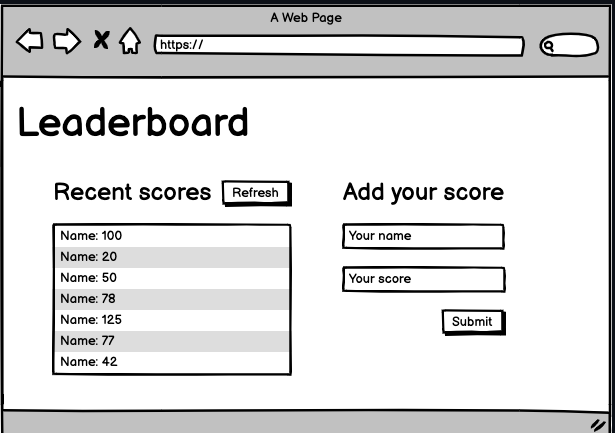 A Web Page
https://
Leaderboard
Recent scores
Refresh
Name: 100
Name: 20
Name: 50
Name: 78
Name: 125
Name: 77
Name: 42
Add your score
Your name
Your score
Submit